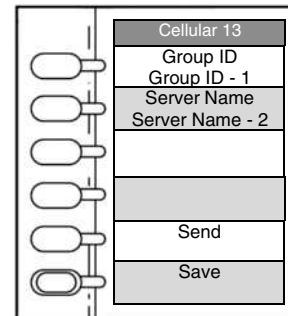 Cellular 13
Group ID
Group ID - 1
Server Name
Server Name - 2
Send
Save